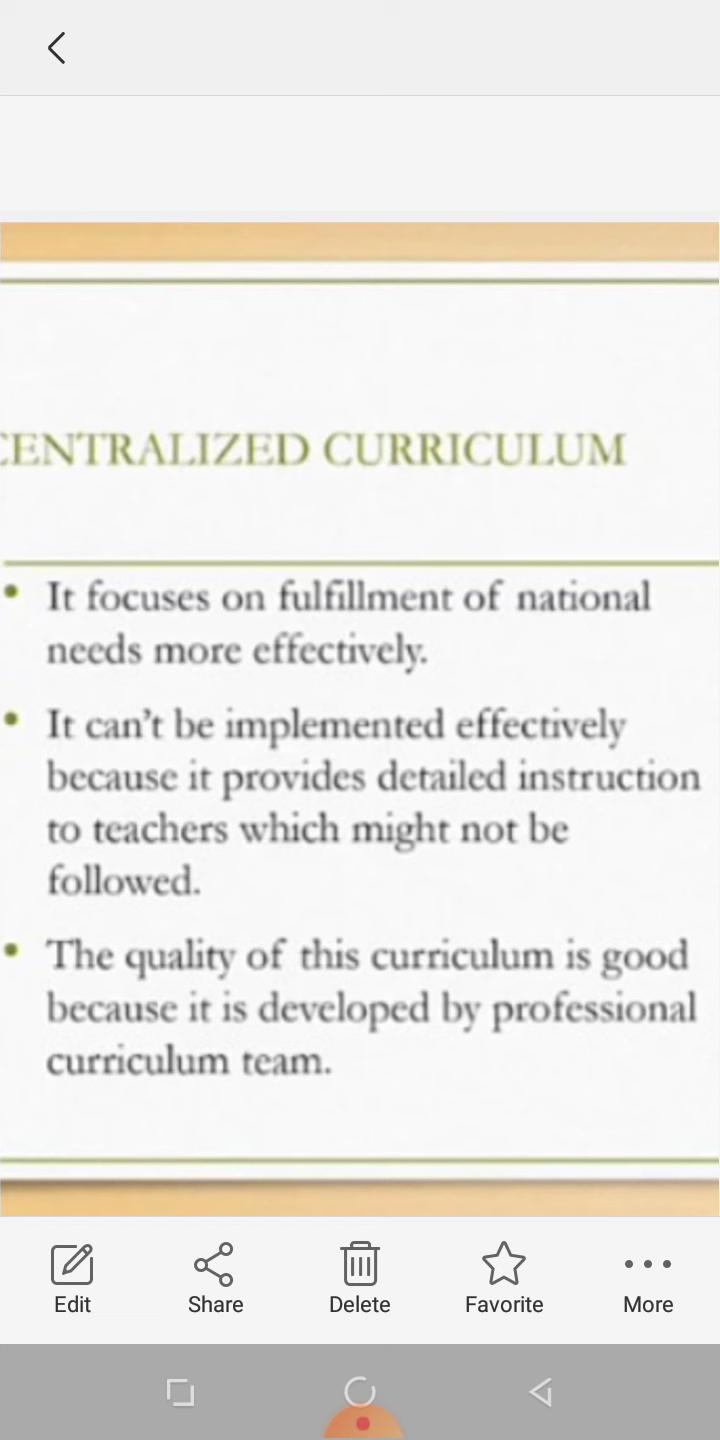 CENTRALIZED CURRICULUM
• It focuses on fulfillment of national
needs more effectively.
• It can't be implemented effectively
because it provides detailed instruction
to teachers which might not be
followed.
• The quality of this curriculum is good
because it is developed by professional
curriculum team.
Edit Share Delete Favorite More